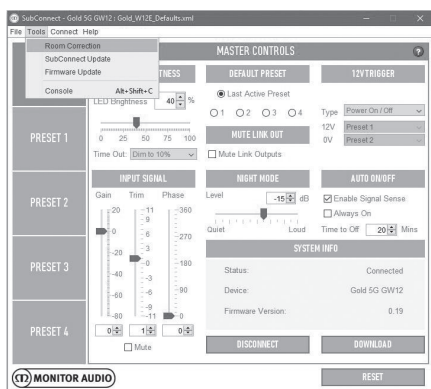 SubConnect - Gold 5G GW12 : Gold_W12E_Defaults.xml
File Tools Connect Help
Room Correction
SubConnect Update
Firmware Update
Console Alt+Shift+C
MASTER CONTROLS
?
TNESS
LED Brightness 40 %
0 25 50 75 100
Time Out: Dim to 10%
DEFAULT PRESET
Last Active Preset
1 2 3 4
MUTE LINK OUT
Mute Link Outputs
12V TRIGGER
Type Power On / Off
12V Preset 1
0V Preset 2
PRESET 1
PRESET 2
PRESET 3
PRESET 4
INPUT SIGNAL
Gain Trim Phase
20 11 360
9
0 6 270
3
-20 0 180
-40 -3
-60 -6 90
-9
-80 -11 0
0 1 0
Mute
NIGHT MODE
Level -15 dB
Quiet Loud
AUTO ON/OFF
Enable Signal Sense
Always On
Time to Off 20 Mins
SYSTEM INFO
Status: Connected
Device: Gold 5G GW12
Firmware Version: 0.19
DISCONNECT
DOWNLOAD
MONITOR AUDIO
RESET